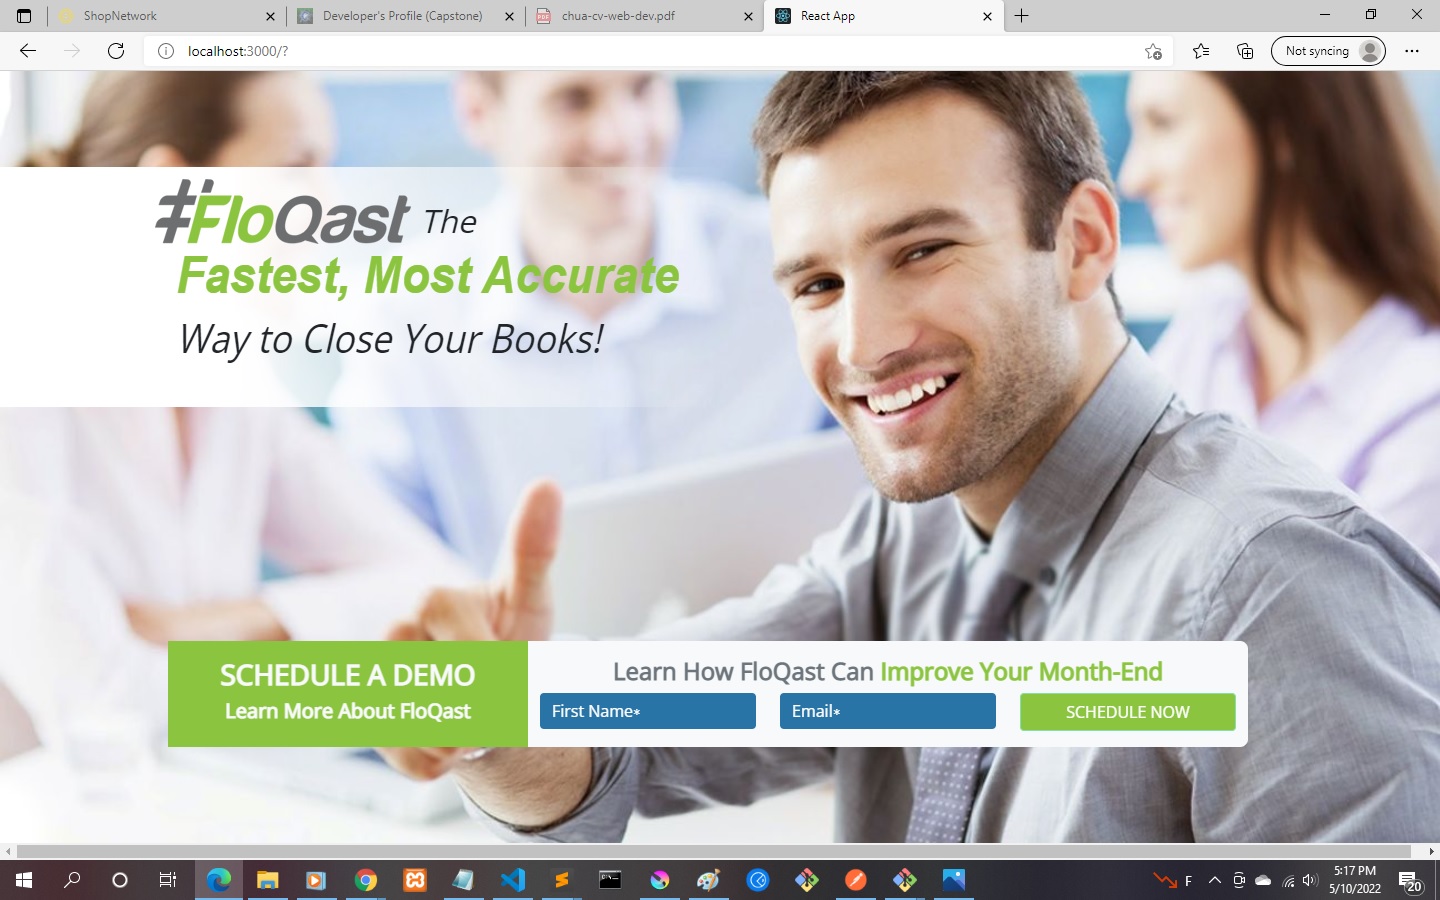 ShopNetwork
Developer's Profile (Capstone)
chua-cv-web-dev.pdf
React App
localhost:3000/?
Not syncing
#FloQast The
Fastest, Most Accurate
Way to Close Your Books!
SCHEDULE A DEMO
Learn More About FloQast
Learn How FloQast Can Improve Your Month-End
First Name*
Email*
SCHEDULE NOW
F
5:17 PM
5/10/2022
20